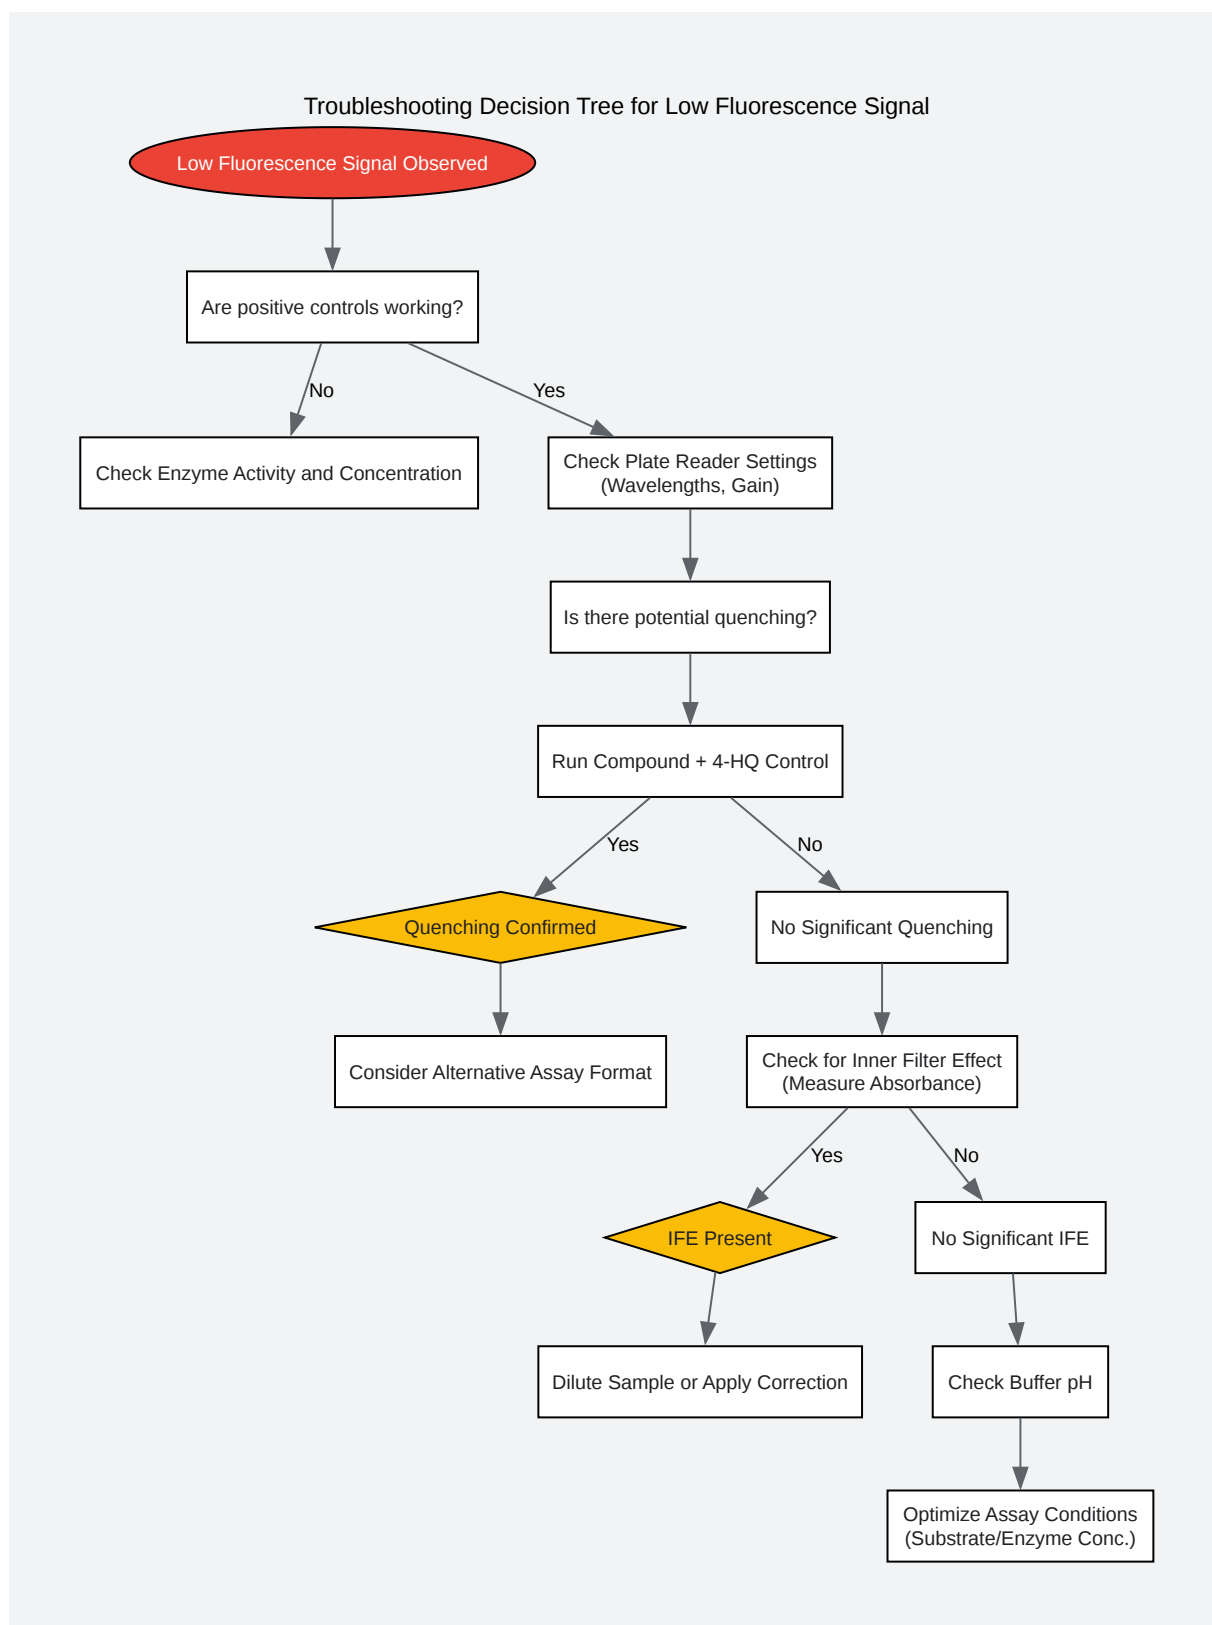 Troubleshooting Decision Tree for Low Fluorescence Signal
Low Fluorescence Signal Observed
Are positive controls working?
No
Yes
Check Enzyme Activity and Concentration
Check Plate Reader Settings
(Wavelengths, Gain)
Is there potential quenching?
Run Compound + 4-HQ Control
Yes
No
Quenching Confirmed
No Significant Quenching
Consider Alternative Assay Format
Check for Inner Filter Effect
(Measure Absorbance)
Yes
No
IFE Present
No Significant IFE
Dilute Sample or Apply Correction
Check Buffer pH
Optimize Assay Conditions
(Substrate/Enzyme Conc.)